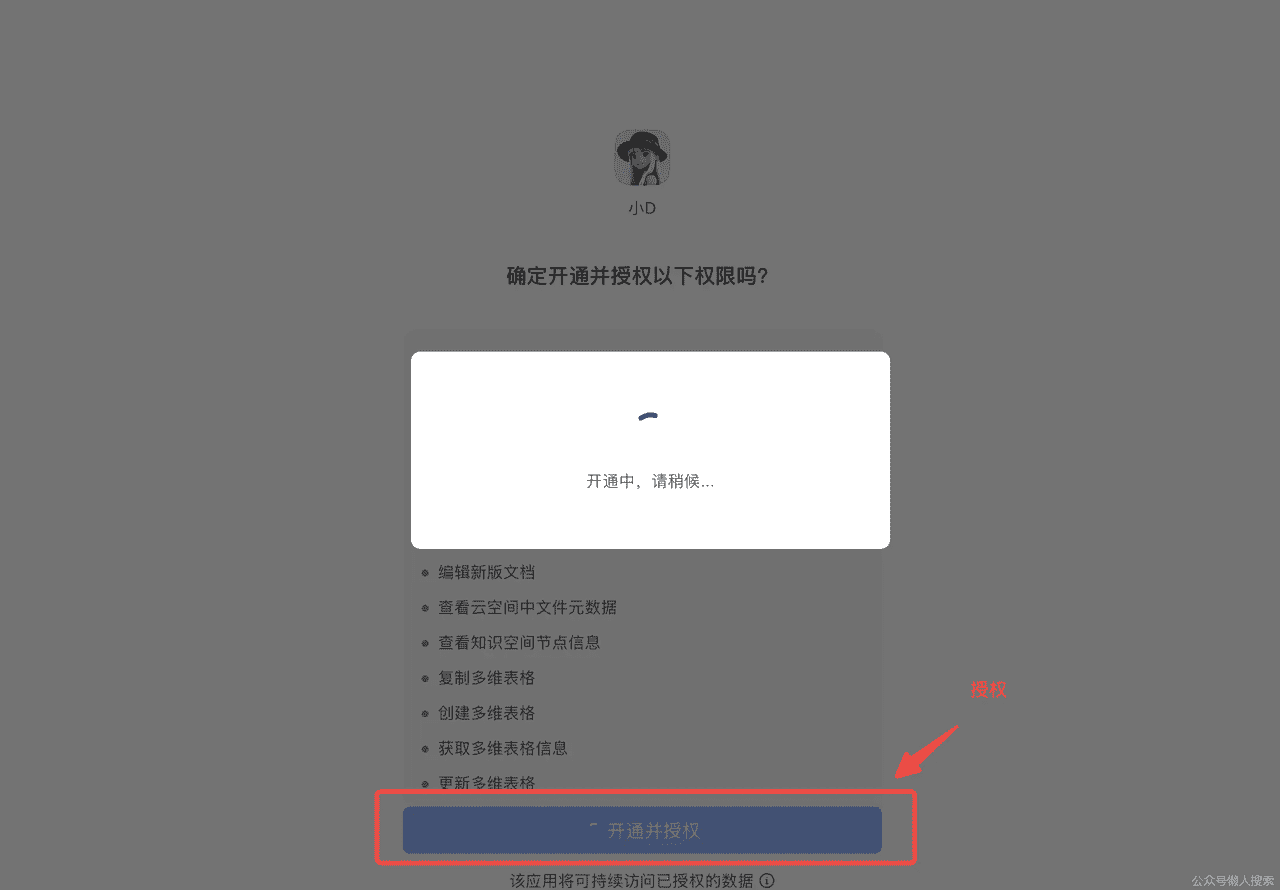 小D
确定开通并授权以下权限吗?
开通中，请稍候...
编辑新版文档
查看云空间中文件元数据
查看知识空间节点信息
复制多维表格
创建多维表格
获取多维表格信息
更新多维表格
授权
开通并授权
该应用将可持续访问已授权的数据
公众号懒人搜索